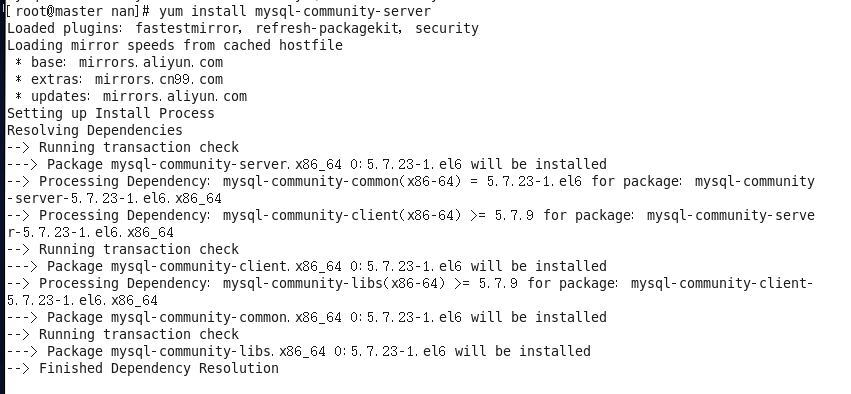 [root@master nan]# yum install mysql-community-server
Loaded plugins: fastestmirror, refresh-packagekit, security
Loading mirror speeds from cached hostfile
 * base: mirrors.aliyun.com
 * extras: mirrors.cn99.com
 * updates: mirrors.aliyun.com
Setting up Install Process
Resolving Dependencies
--> Running transaction check
---> Package mysql-community-server.x86_64 0:5.7.23-1.el6 will be installed
--> Processing Dependency: mysql-community-common(x86-64) = 5.7.23-1.el6 for package: mysql-community
-server-5.7.23-1.el6.x86_64
--> Processing Dependency: mysql-community-client(x86-64) >= 5.7.9 for package: mysql-community-serve
r-5.7.23-1.el6.x86_64
--> Running transaction check
---> Package mysql-community-client.x86_64 0:5.7.23-1.el6 will be installed
--> Processing Dependency: mysql-community-libs(x86-64) >= 5.7.9 for package: mysql-community-client-
5.7.23-1.el6.x86_64
---> Package mysql-community-common.x86_64 0:5.7.23-1.el6 will be installed
--> Running transaction check
---> Package mysql-community-libs.x86_64 0:5.7.23-1.el6 will be installed
--> Finished Dependency Resolution